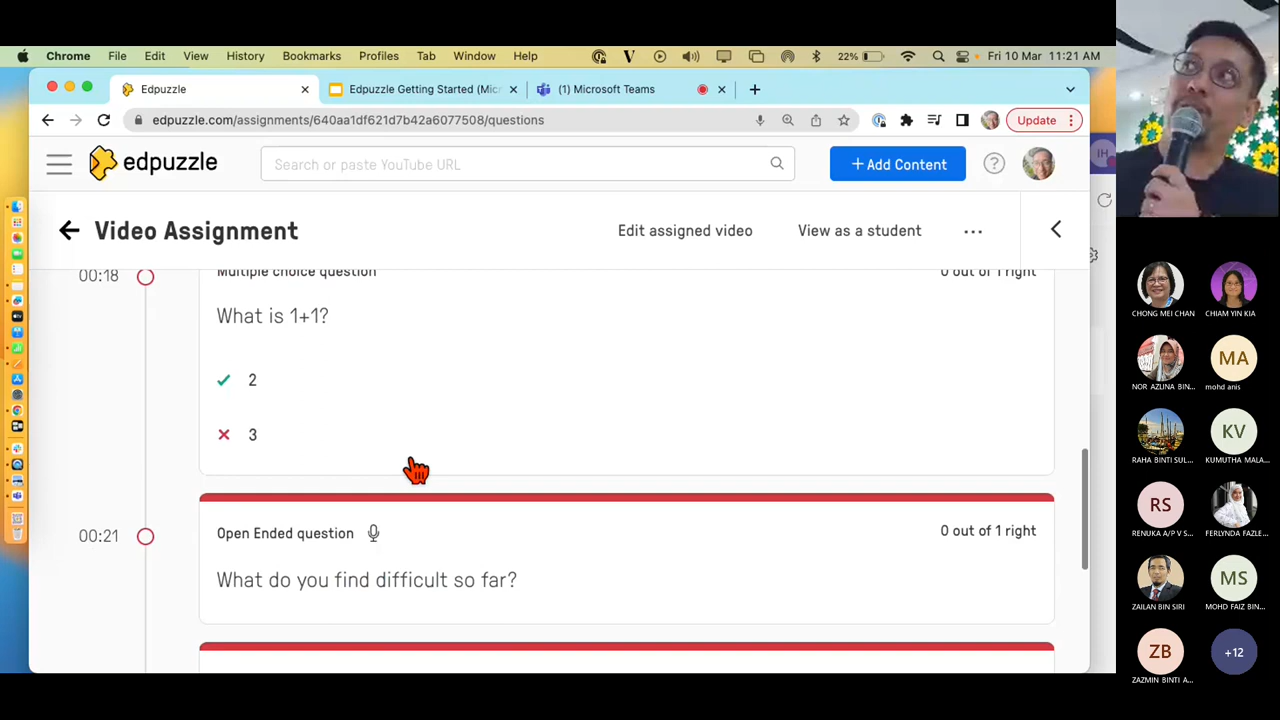 Chrome File Edit View History Bookmarks Profiles Tab Window Help 22% Fri 10 Mar 11:21 AM
Edpuzzle
Edpuzzle Getting Started (Mic
(1) Microsoft Teams
edpuzzle.com/assignments/640aa1df621d7b42a6077508/questions
Update
edpuzzle
Search or paste YouTube URL
+ Add Content
?
IH
Video Assignment
Edit assigned video
View as a student
...
00:18
Multiple choice question
0 out of 1 right
What is 1+1?
2
3
00:21
Open Ended question
0 out of 1 right
What do you find difficult so far?
CHONG MEI CHAN
CHIAM YIN KIA
NOR AZLINA BIN...
MA
mohd anis
RAHA BINTI SUL...
KV
KUMUTHA MALA...
RS
RENUKA A/P V S...
FERLYNDA FAZLE...
ZAILAN BIN SIRI
MS
MOHD FAIZ BIN...
ZB
ZAZMIN BINTI A...
+12